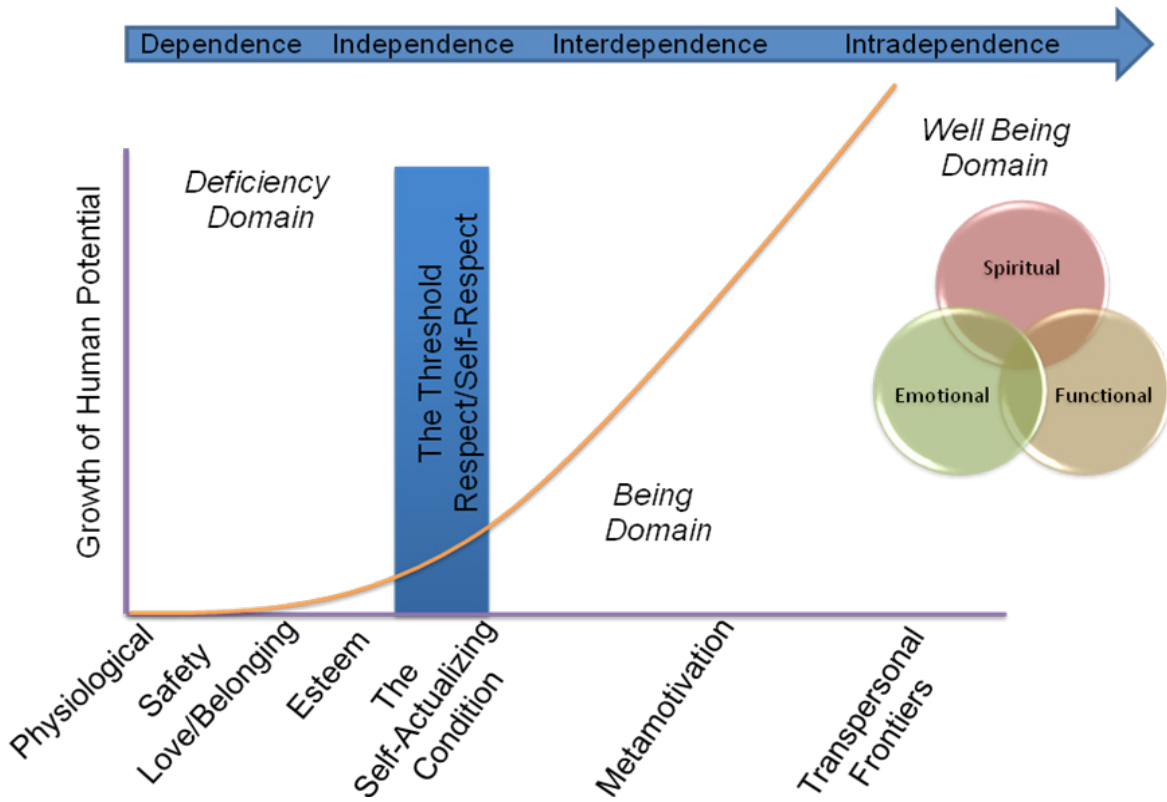 Dependence Independence Interdependence Intradependence
Well Being
Domain
Deficiency
Domain
Spiritual
Emotional
Functional
Growth of Human Potential
The Threshold
Respect/Self-Respect
Being
Domain
Physiological
Safety
Love/Belonging
Esteem
The
Self-Actualizing
Condition
Metamotivation
Transpersonal
Frontiers